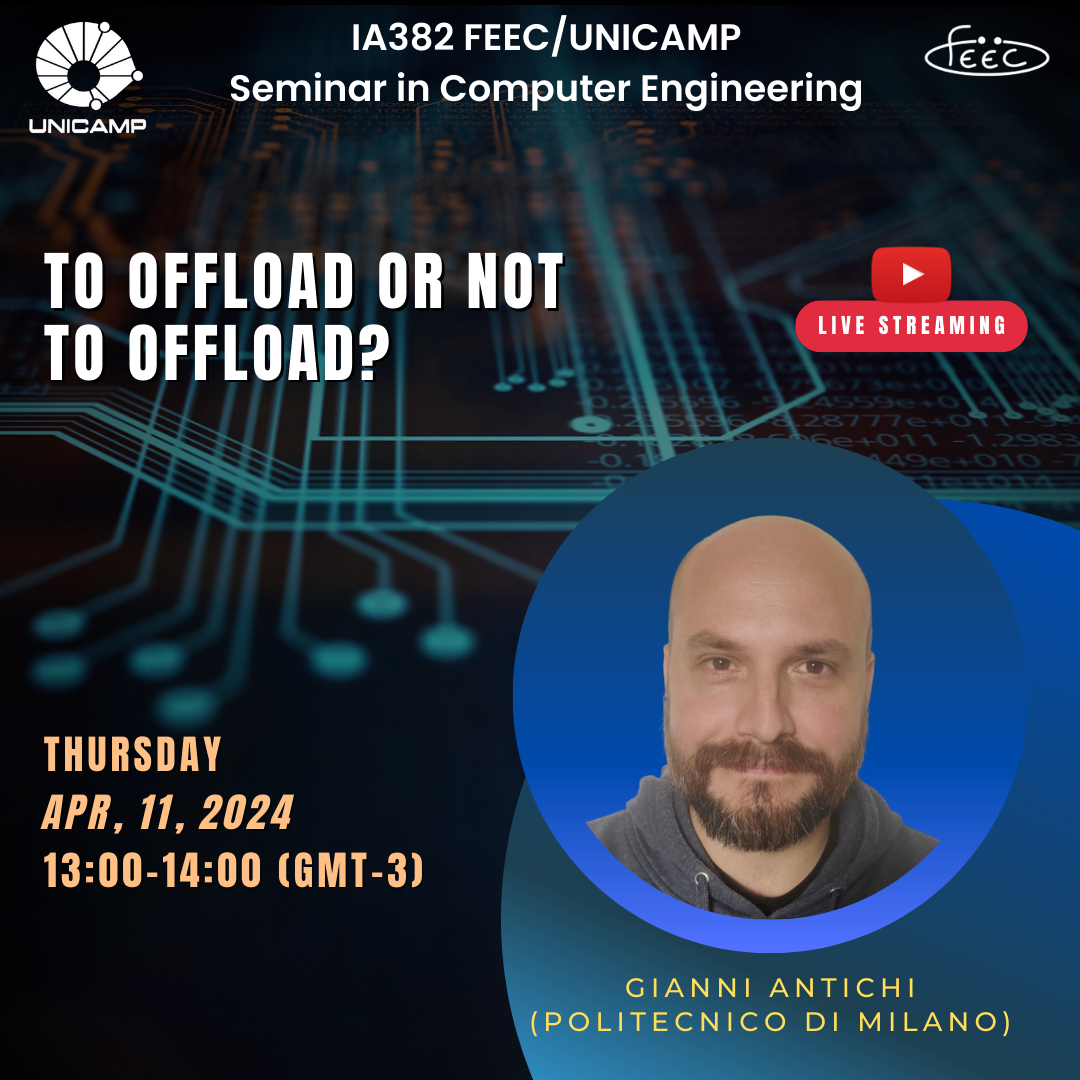 IA382 FEEC/UNICAMP
Seminar in Computer Engineering
UNICAMP
FEEC
TO OFFLOAD OR NOT
TO OFFLOAD?
LIVE STREAMING
THURSDAY
APR, 11, 2024
13:00-14:00 (GMT-3)
GIANNI ANTICHI
(POLITECNICO DI MILANO)